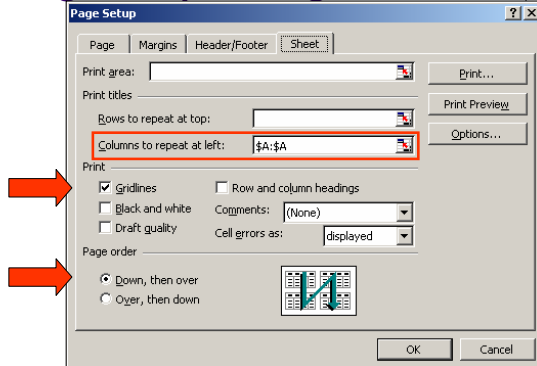 Page Setup
Page Margins Header/Footer Sheet
Print area:
Print...
Print titles
Print Preview
Rows to repeat at top:
Columns to repeat at left: $A:$A
Options...
Print
Gridlines Row and column headings
Black and white Comments: (None)
Draft quality Cell errors as: displayed
Page order
Down, then over
Over, then down
OK Cancel